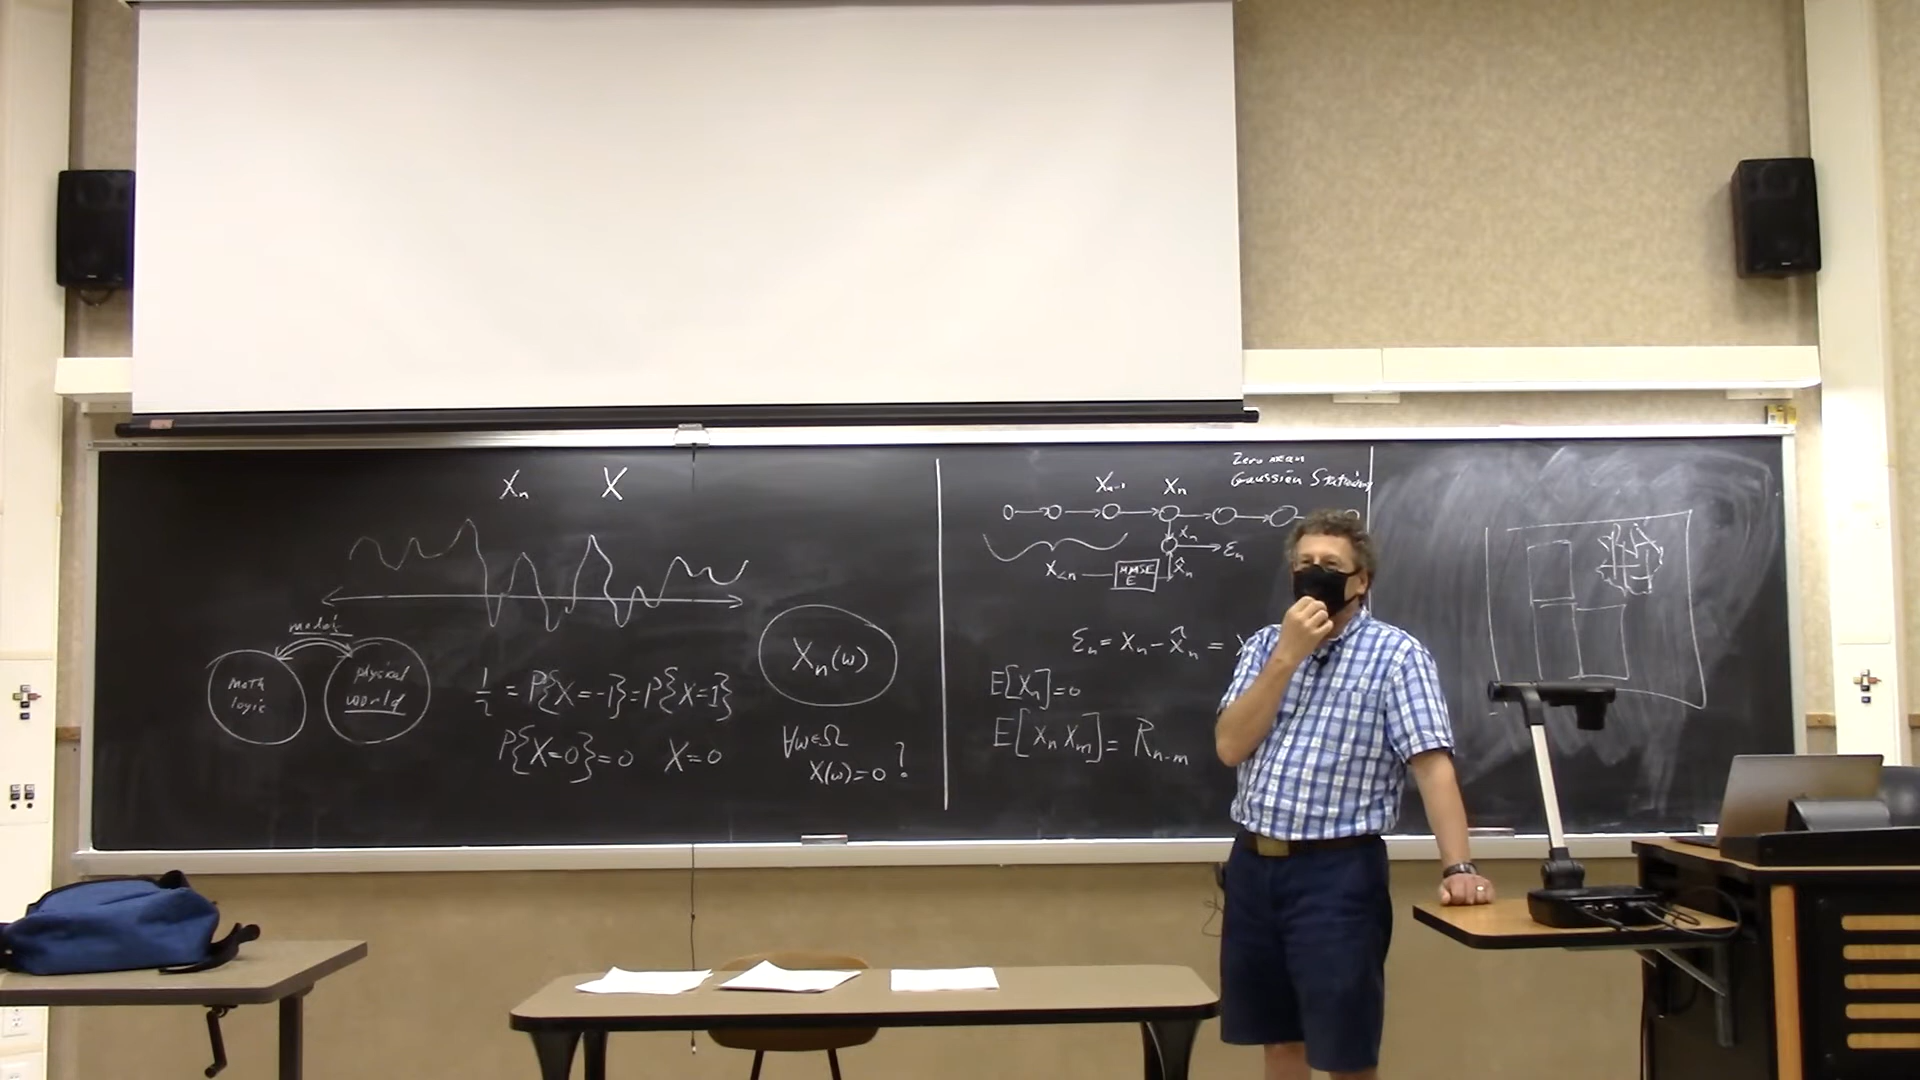 Xₙ X
model
math
logic
physical
world
1/2 = P{X=-1}=P{X=1}
P{X=0}=0 X=0
Xₙ(ω)
∀ω∈Ω
X(ω)=0 ?
Zero mean
Gaussian Stationary
Xₙ₋₁ Xₙ
Xₙ
εₙ
X<ₙ
MMSE
E
X̂ₙ
εₙ = Xₙ - X̂ₙ = X
E[Xₙ]=0
E[XₙXₘ]= Rₙ₋ₘ